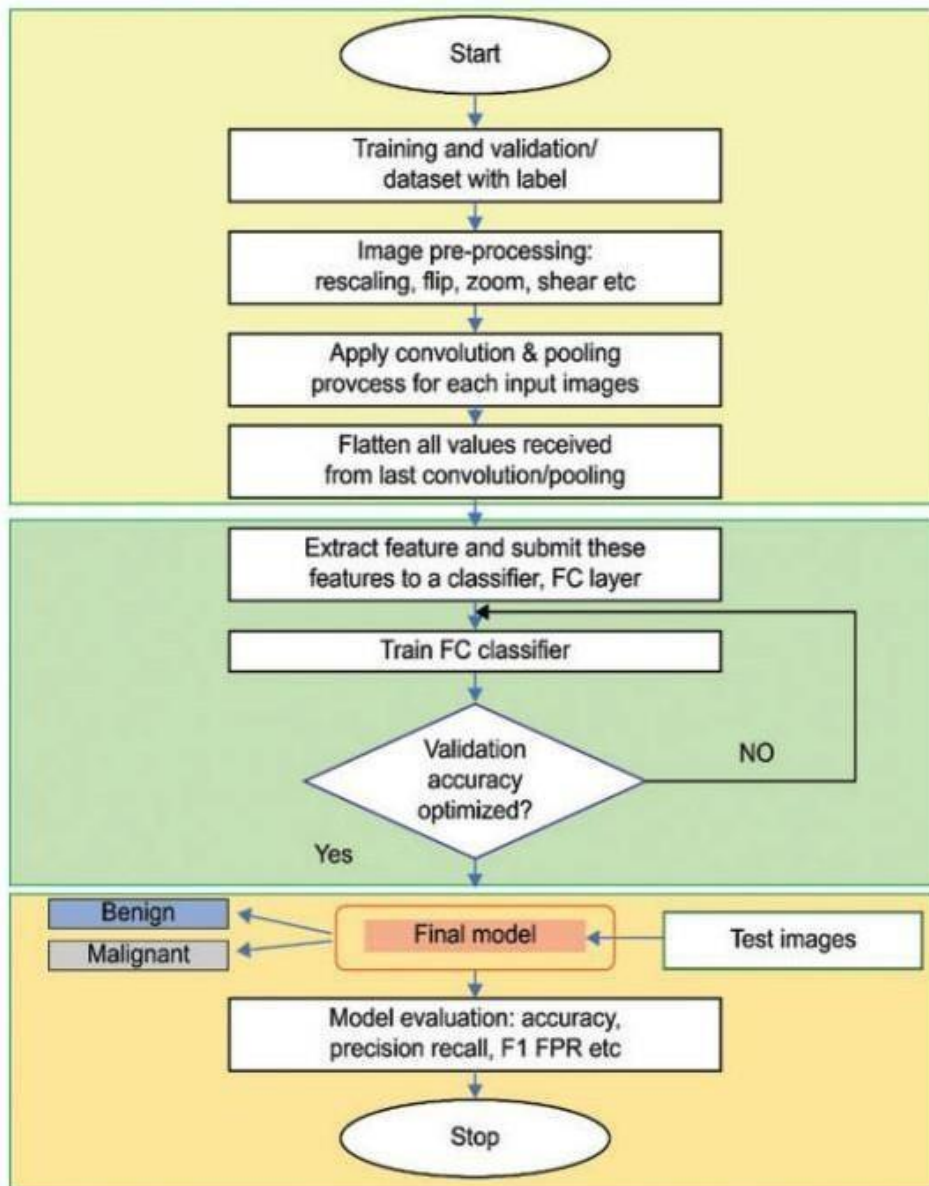 Start
Training and validation/
dataset with label
Image pre-processing:
rescaling, flip, zoom, shear etc
Apply convolution & pooling
provcess for each input images
Flatten all values received
from last convolution/pooling
Extract feature and submit these
features to a classifier, FC layer
Train FC classifier
Validation
accuracy
optimized?
NO
Yes
Benign
Malignant
Final model
Test images
Model evaluation: accuracy,
precision recall, F1 FPR etc
Stop